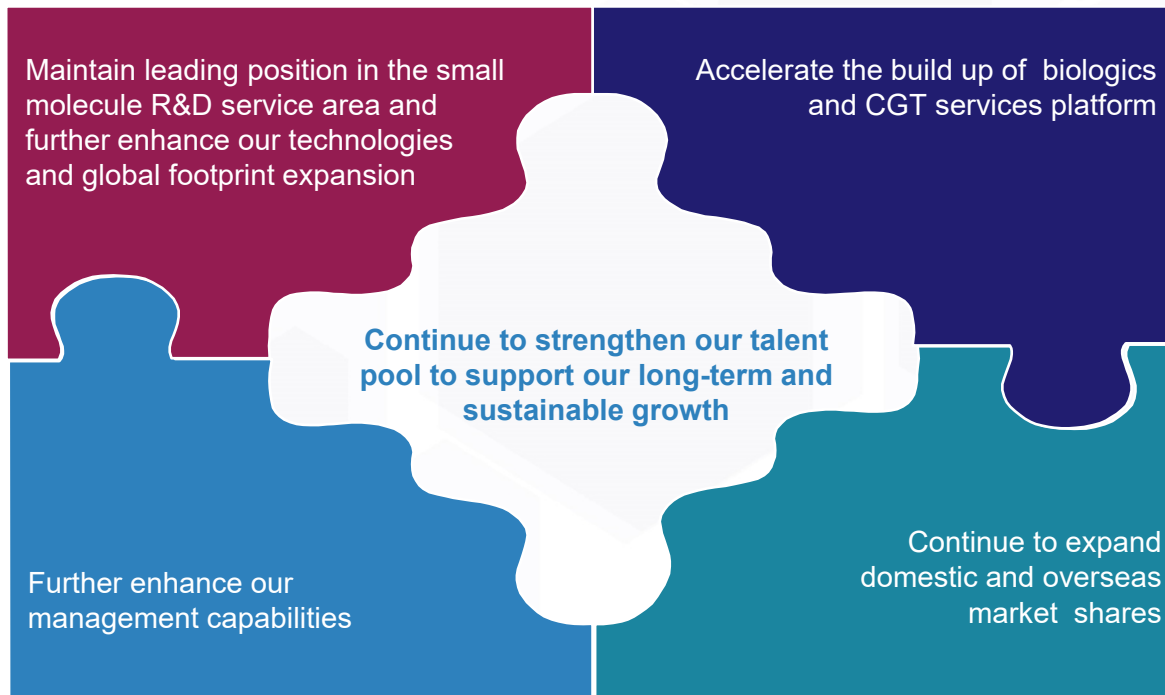 Maintain leading position in the small
molecule R&D service area and
further enhance our technologies
and global footprint expansion
Accelerate the build up of  biologics
and CGT services platform
Continue to strengthen our talent
pool to support our long-term and
sustainable growth
Further enhance our
management capabilities
Continue to expand
domestic and overseas
market  shares